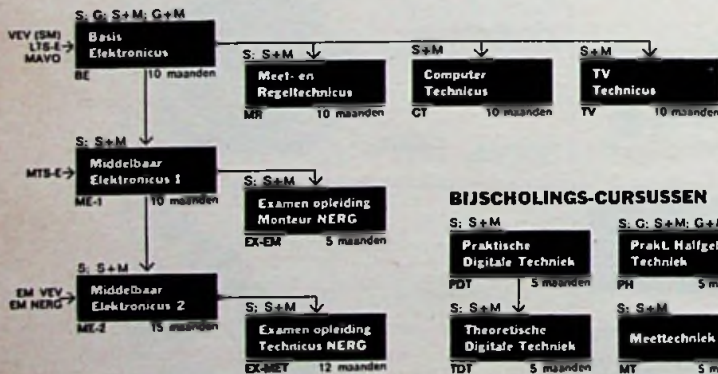 S; G; S+M; G+M
VEV (SM)
LTS-E
MAVO
Basis
Elektronicus
BE 10 maanden
S; S+M
Meet- en
Regeltechnicus
MR 10 maanden
S+M
Computer
Technicus
CT 10 maanden
S+M
TV
Technicus
TV 10 maanden
S; S+M
MTS-E
Middelbaar
Elektronicus 1
ME-1 10 maanden
S; S+M
Examen opleiding
Monteur NERG
EX-EM 5 maanden
S; S+M
EM VEV
EM NERG
Middelbaar
Elektronicus 2
ME-2 15 maanden
S; S+M
Examen opleiding
Technicus NERG
EX-MET 12 maanden
BIJSCHOLINGS-CURSUSSEN
S; S+M
Praktische
Digitale Techniek
PDT 5 maanden
S; G; S+M; G+M
Prakt. Halfgel
Techniek
PH 5 m
S; S+M
Theoretische
Digitale Techniek
TDT 5 maanden
S; S+M
Meettechniek
MT 5 m